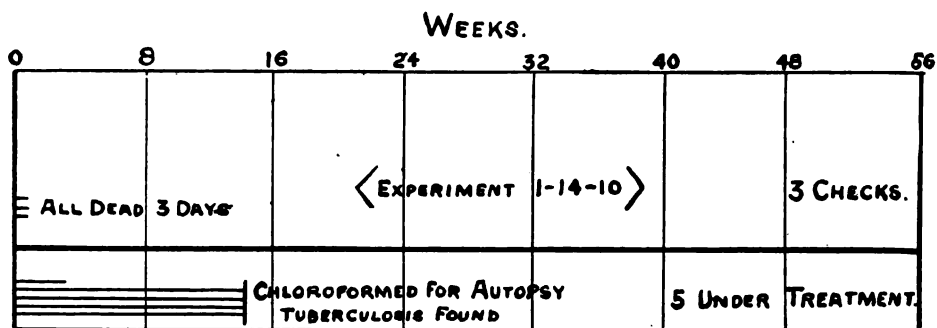 WEEKS.
0 8 16 24 32 40 48 56
<EXPERIMENT 1-14-10> 3 CHECKS.
ALL DEAD 3 DAYS
CHLOROFORMED FOR AUTOPSY 5 UNDER TREATMENT.
TUBERCULOSIS FOUND